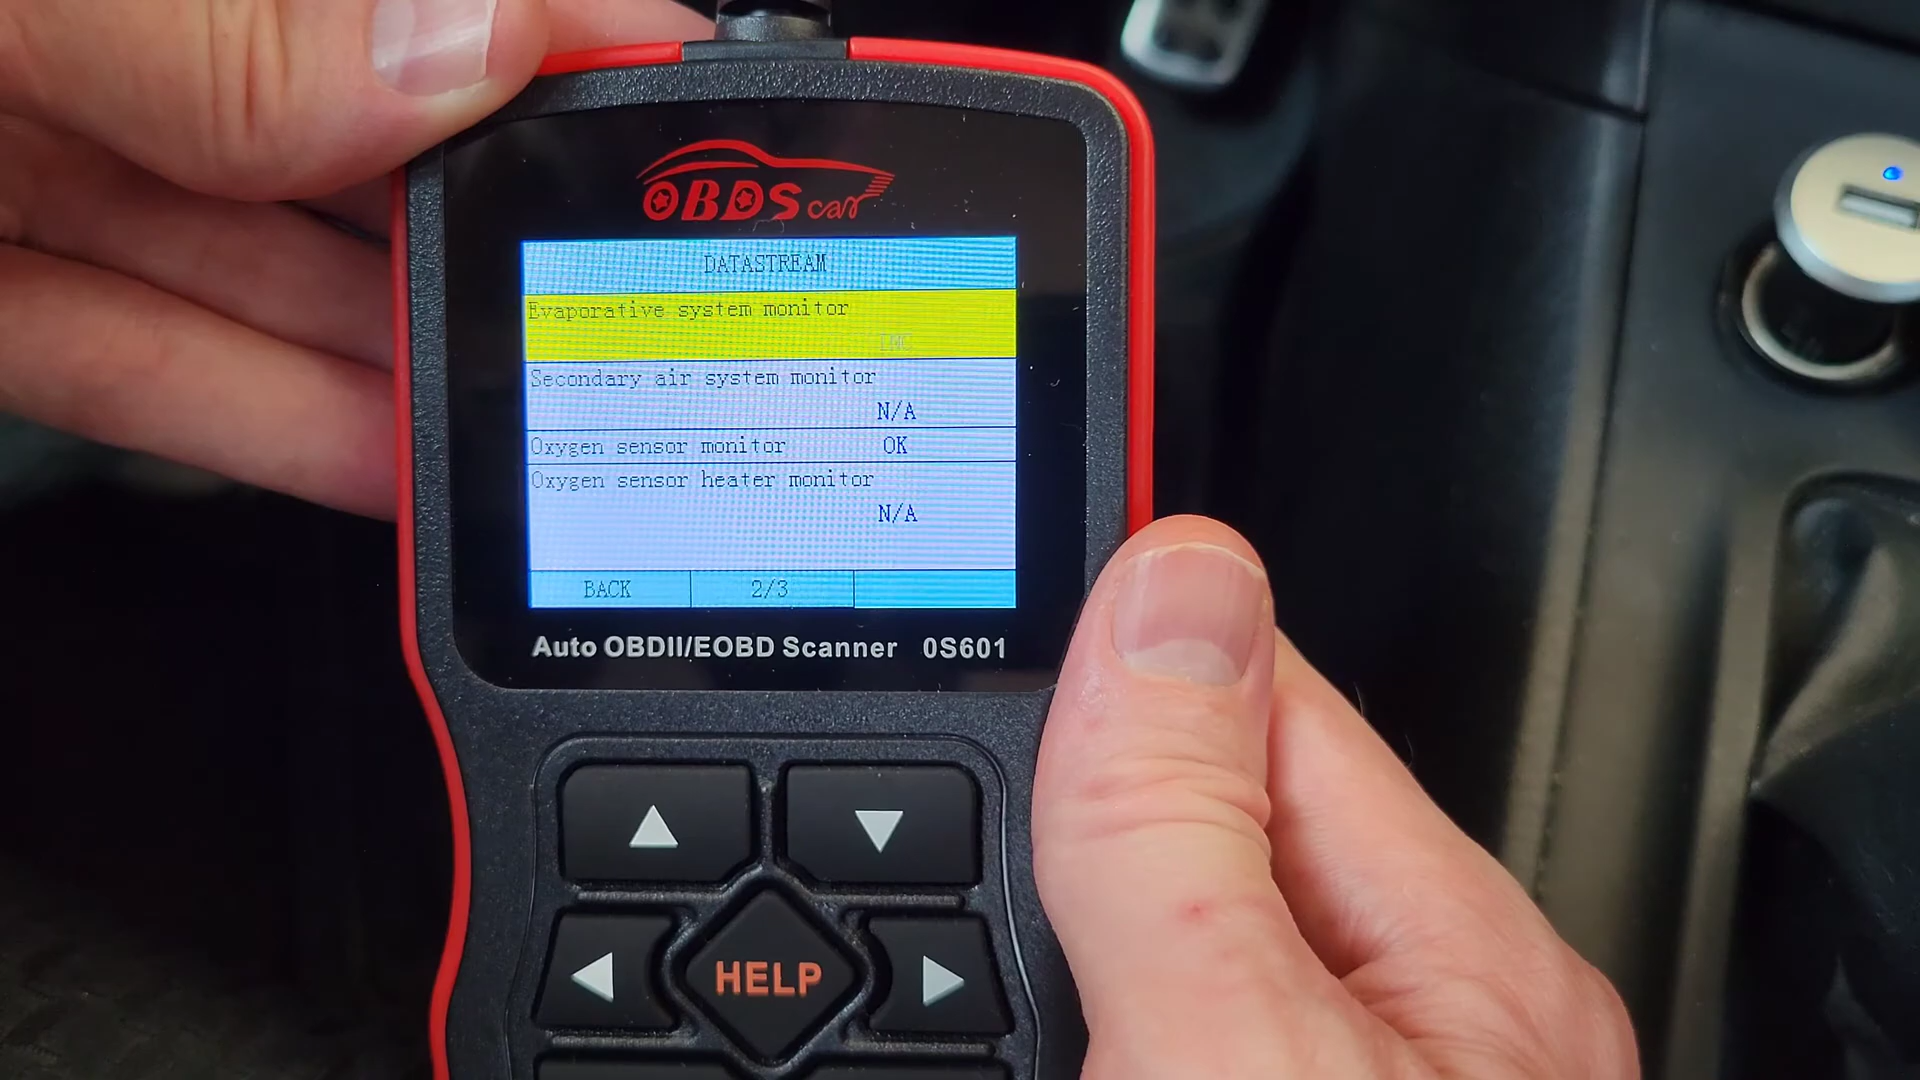 OBDScar
DATASTREAM
Evaporative system monitor
INC
Secondary air system monitor
N/A
Oxygen sensor monitor OK
Oxygen sensor heater monitor
N/A
BACK 2/3
Auto OBDII/EOBD Scanner OS601
HELP